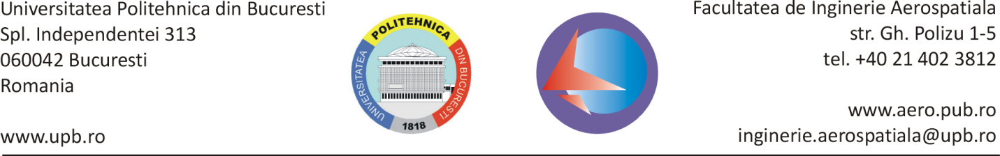 Universitatea Politehnica din Bucuresti
Spl. Independentei 313
060042 Bucuresti
Romania
www.upb.ro
POLITEHNICA
UNIVERSITATEA
DIN BUCURESTI
1818
Facultatea de Inginerie Aerospatiala
str. Gh. Polizu 1-5
tel. +40 21 402 3812
www.aero.pub.ro
inginerie.aerospatiala@upb.ro